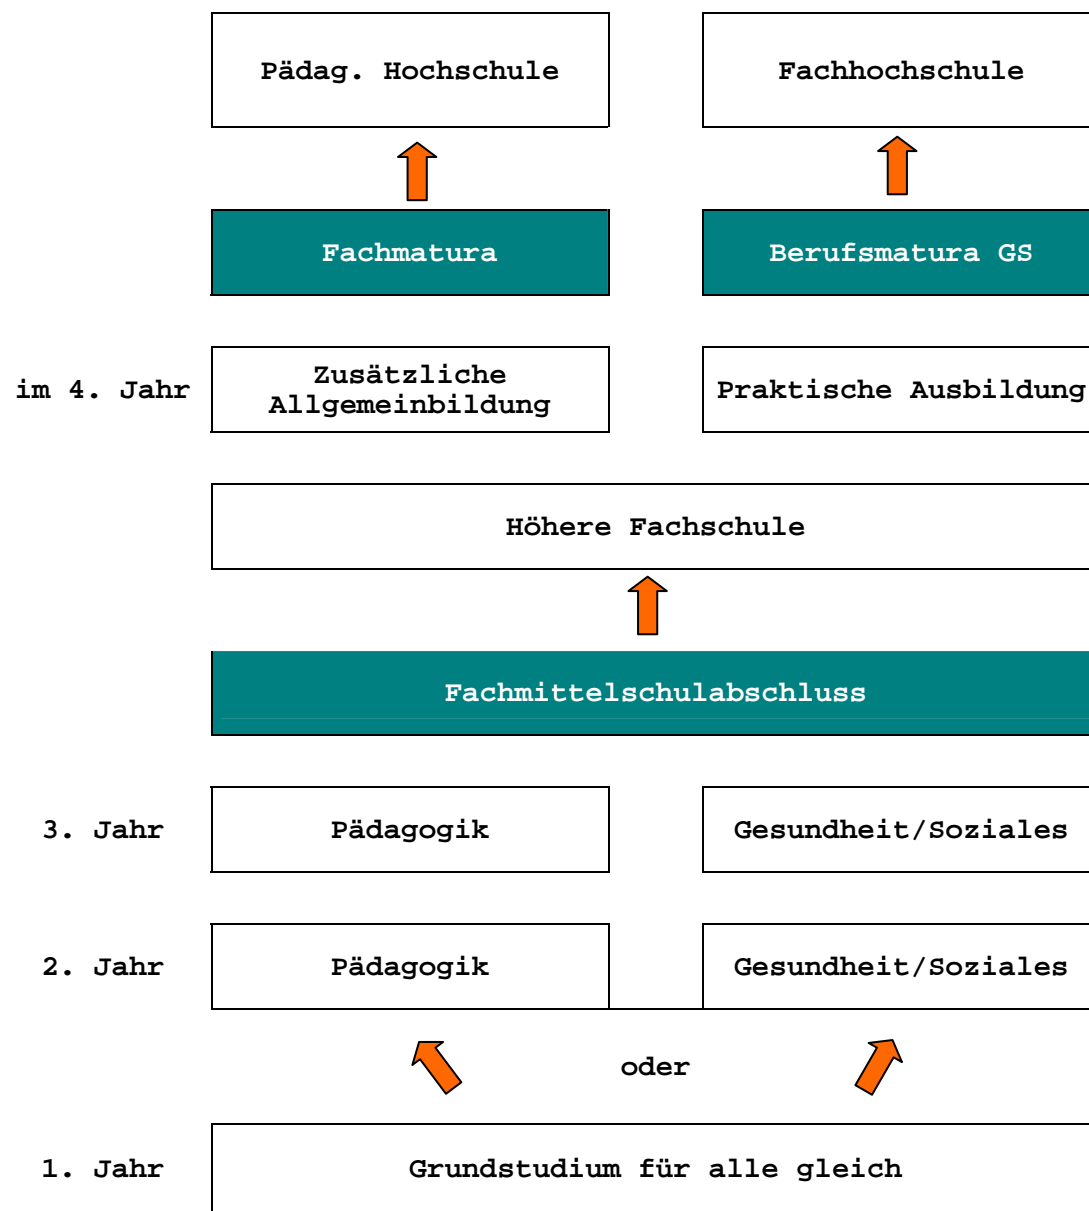 Pädag. Hochschule
Fachhochschule
Fachmatura
Berufsmatura GS
im 4. Jahr
Zusätzliche
Allgemeinbildung
Praktische Ausbildung
Höhere Fachschule
Fachmittelschulabschluss
3. Jahr
Pädagogik
Gesundheit/Soziales
2. Jahr
Pädagogik
Gesundheit/Soziales
oder
1. Jahr
Grundstudium für alle gleich